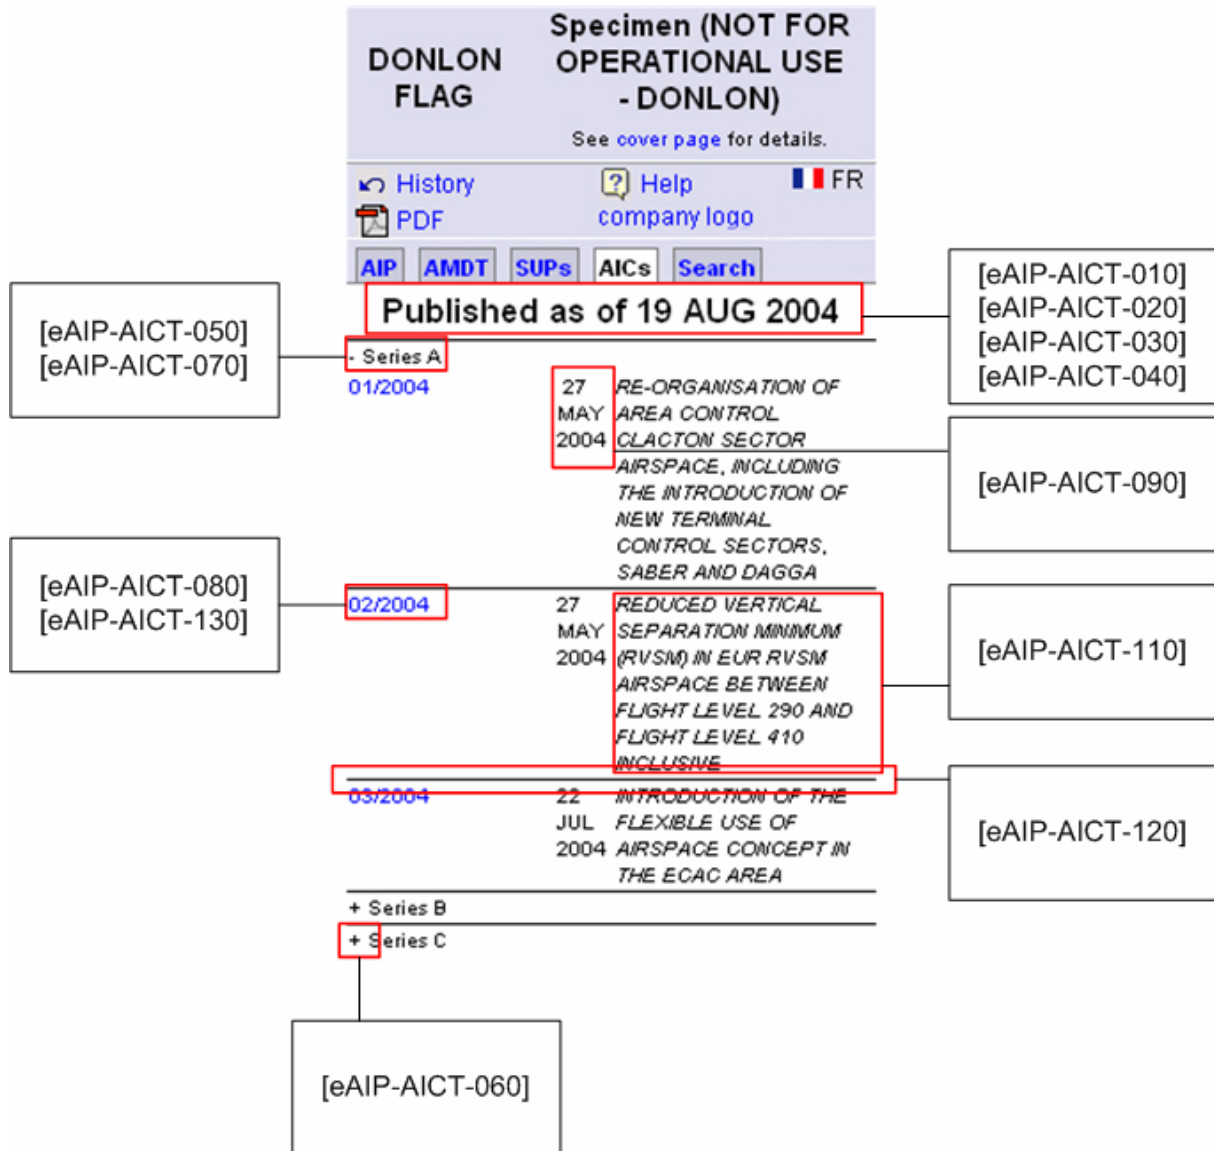 DONLON
FLAG
Specimen (NOT FOR
OPERATIONAL USE
- DONLON)
See cover page for details.
History
Help
FR
PDF
company logo
AIP AMDT SUPs AICs Search
Published as of 19 AUG 2004
[eAIP-AICT-010]
[eAIP-AICT-020]
[eAIP-AICT-030]
[eAIP-AICT-040]
[eAIP-AICT-050]
[eAIP-AICT-070]
- Series A
01/2004
27
MAY
2004
RE-ORGANISATION OF
AREA CONTROL
CLACTON SECTOR
AIRSPACE, INCLUDING
THE INTRODUCTION OF
NEW TERMINAL
CONTROL SECTORS,
SABER AND DAGGA
[eAIP-AICT-090]
[eAIP-AICT-080]
[eAIP-AICT-130]
02/2004
27
MAY
2004
REDUCED VERTICAL
SEPARATION MINIMUM
(RVSM) IN EUR RVSM
AIRSPACE BETWEEN
FLIGHT LEVEL 290 AND
FLIGHT LEVEL 410
INCLUSIVE
[eAIP-AICT-110]
03/2004
22
JUL
2004
INTRODUCTION OF THE
FLEXIBLE USE OF
AIRSPACE CONCEPT IN
THE ECAC AREA
[eAIP-AICT-120]
+ Series B
+ Series C
[eAIP-AICT-060]